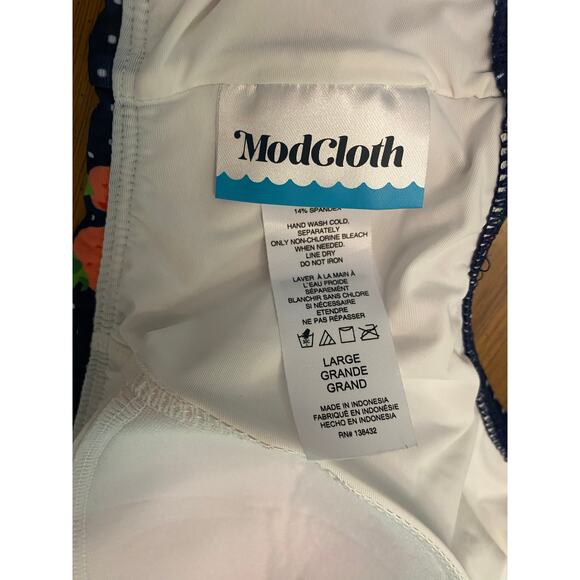 ModCloth
14% SPANDEX
HAND WASH COLD.
SEPARATELY
ONLY NON-CHLORINE BLEACH
WHEN NEEDED.
LINE DRY
DO NOT IRON
LAVER À LA MAIN À
L'EAU FROIDE
SÉPARÉMENT
BLANCHIR SANS CHLORE
SI NÉCESSAIRE
ETENDRE
NE PAS REPASSER
LARGE
GRANDE
GRAND
MADE IN INDONESIA
FABRIQUÉ EN INDONÉSIE
HECHO EN INDONESIA
RN# 138432